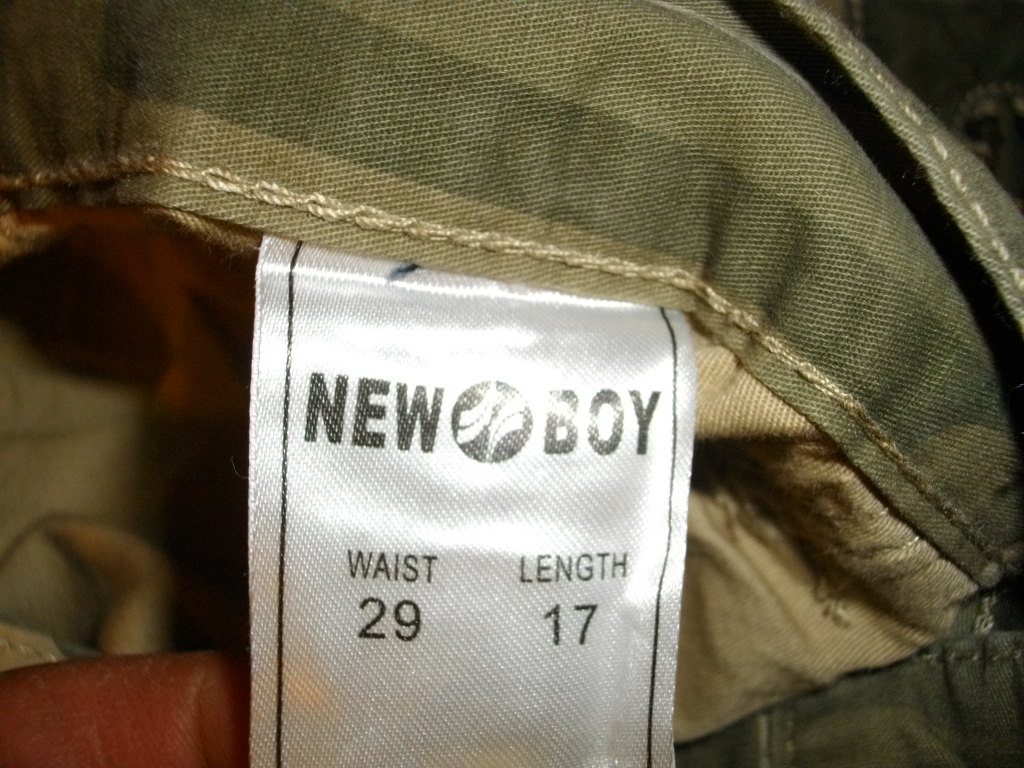 NEW BOY
WAIST LENGTH
29 17